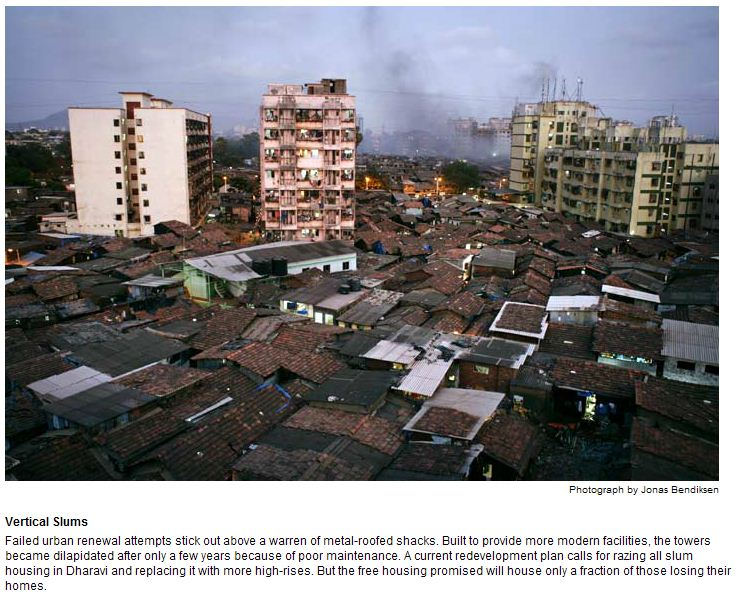 Photograph by Jonas Bendiksen
Vertical Slums
Failed urban renewal attempts stick out above a warren of metal-roofed shacks. Built to provide more modern facilities, the towers
became dilapidated after only a few years because of poor maintenance. A current redevelopment plan calls for razing all slum
housing in Dharavi and replacing it with more high-rises. But the free housing promised will house only a fraction of those losing their
homes.